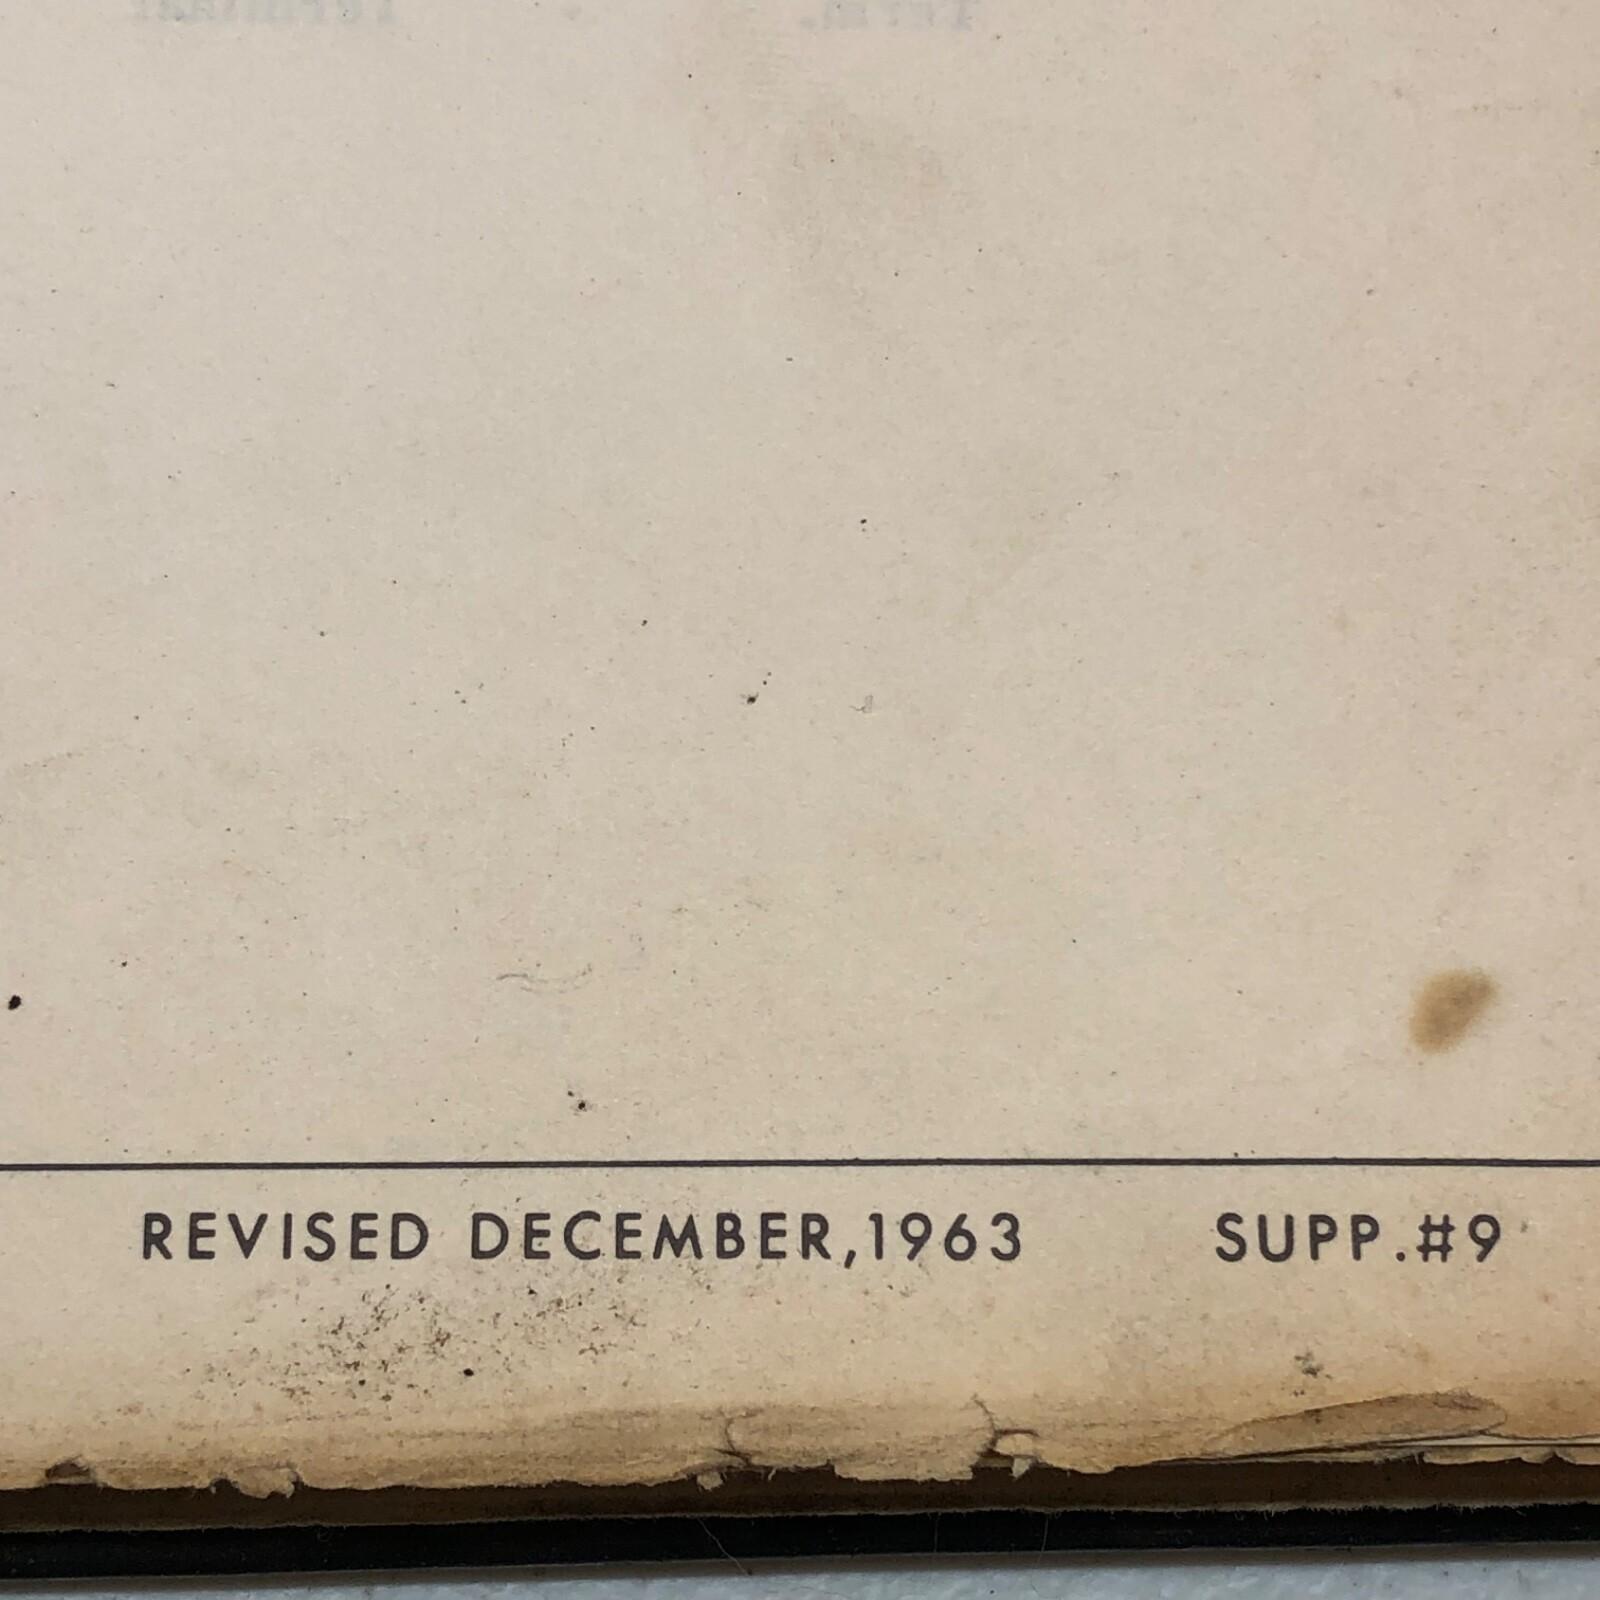 REVISED DECEMBER,1963 SUPP.#9